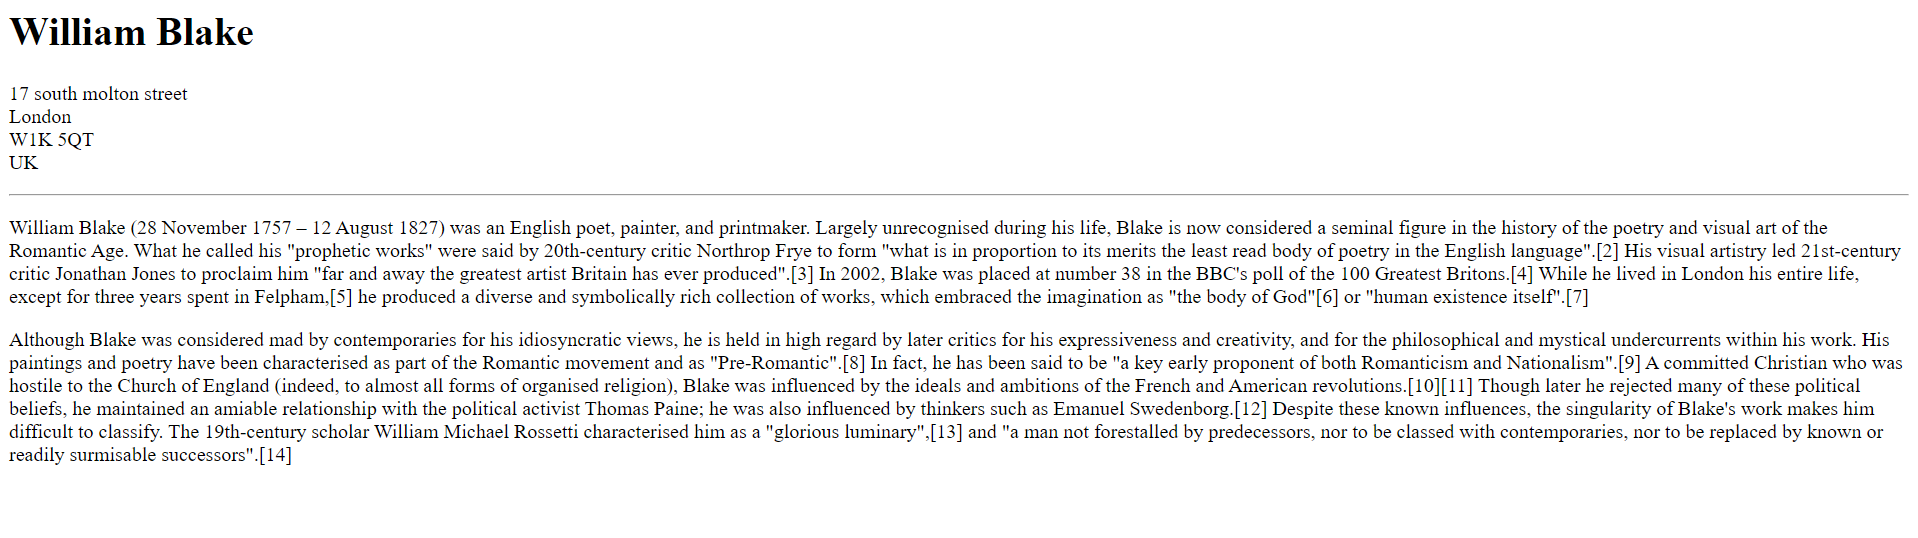 William Blake
17 south molton street
London
W1K 5QT
UK
William Blake (28 November 1757 – 12 August 1827) was an English poet, painter, and printmaker. Largely unrecognised during his life, Blake is now considered a seminal figure in the history of the poetry and visual art of the
Romantic Age. What he called his "prophetic works" were said by 20th-century critic Northrop Frye to form "what is in proportion to its merits the least read body of poetry in the English language".[2] His visual artistry led 21st-century
critic Jonathan Jones to proclaim him "far and away the greatest artist Britain has ever produced".[3] In 2002, Blake was placed at number 38 in the BBC's poll of the 100 Greatest Britons.[4] While he lived in London his entire life,
except for three years spent in Felpham,[5] he produced a diverse and symbolically rich collection of works, which embraced the imagination as "the body of God"[6] or "human existence itself".[7]
Although Blake was considered mad by contemporaries for his idiosyncratic views, he is held in high regard by later critics for his expressiveness and creativity, and for the philosophical and mystical undercurrents within his work. His
paintings and poetry have been characterised as part of the Romantic movement and as "Pre-Romantic".[8] In fact, he has been said to be "a key early proponent of both Romanticism and Nationalism".[9] A committed Christian who was
hostile to the Church of England (indeed, to almost all forms of organised religion), Blake was influenced by the ideals and ambitions of the French and American revolutions.[10][11] Though later he rejected many of these political
beliefs, he maintained an amiable relationship with the political activist Thomas Paine; he was also influenced by thinkers such as Emanuel Swedenborg.[12] Despite these known influences, the singularity of Blake's work makes him
difficult to classify. The 19th-century scholar William Michael Rossetti characterised him as a "glorious luminary",[13] and "a man not forestalled by predecessors, nor to be classed with contemporaries, nor to be replaced by known or
readily surmisable successors".[14]